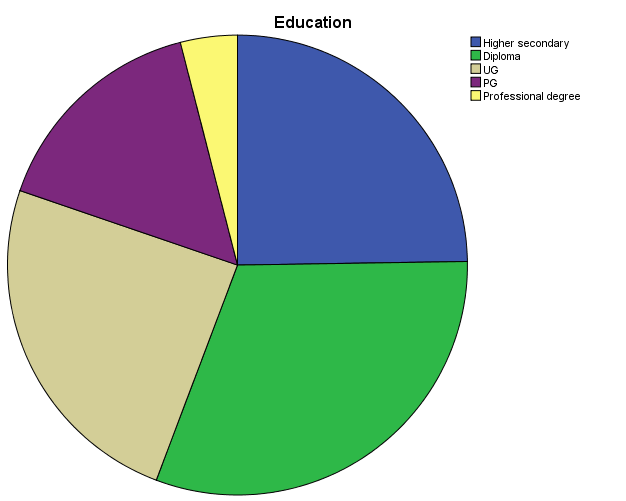 Education
Higher secondary
Diploma
UG
PG
Professional degree